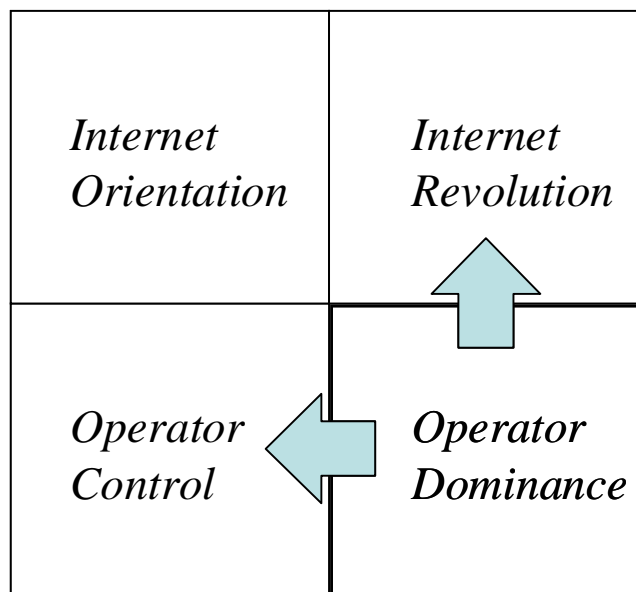 Internet
Orientation
Internet
Revolution
Operator
Control
Operator
Dominance